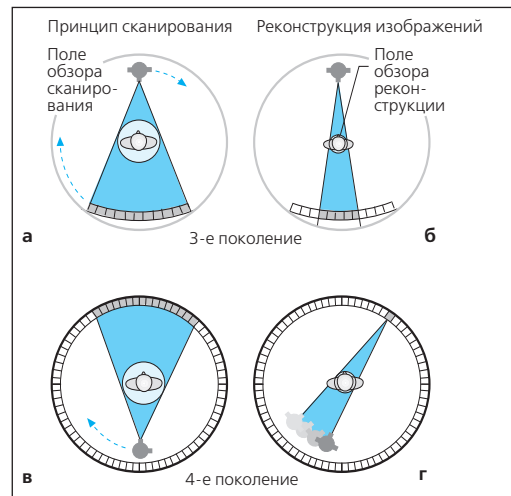 Принцип сканирования
Реконструкция изображений
Поле
обзора
сканиро-
вания
Поле
обзора
рекон-
струкции
а
3-е поколение
б
в
4-е поколение
г